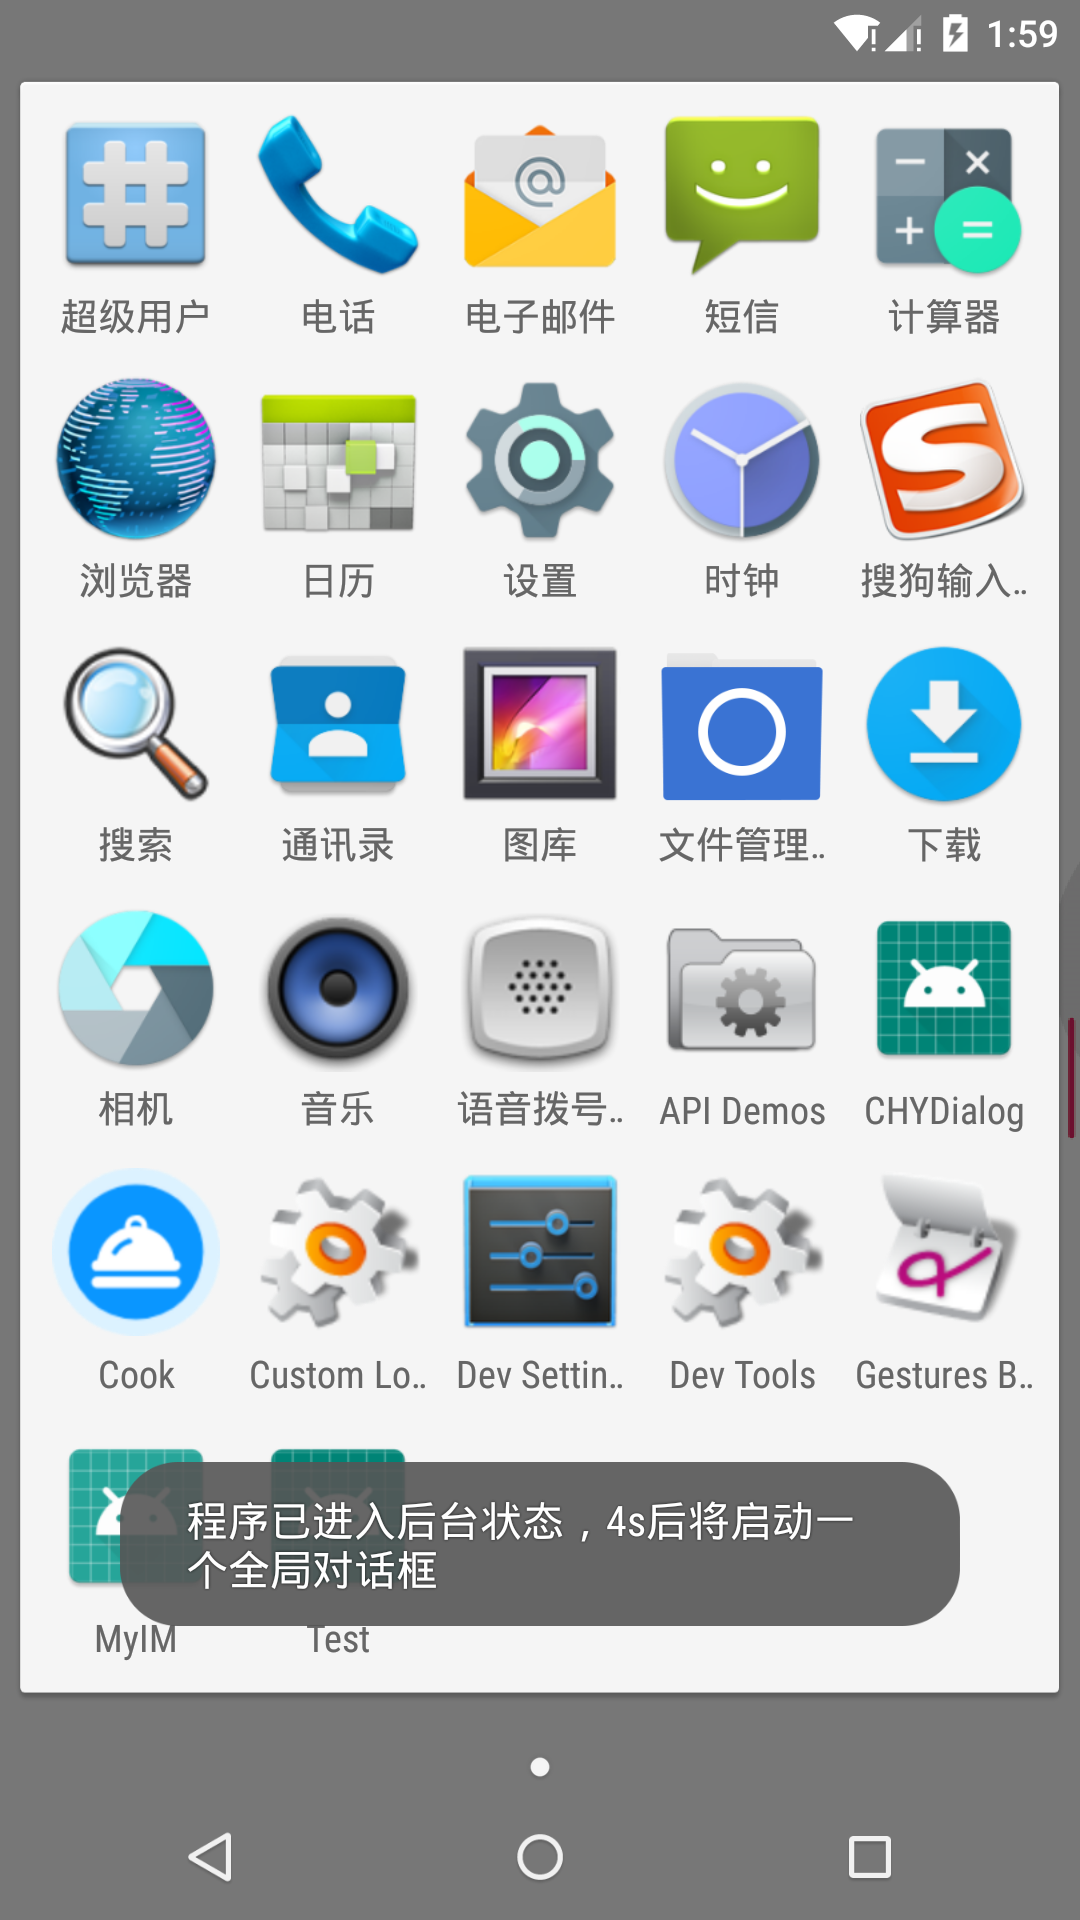 1:59
超级用户 电话 电子邮件 短信 计算器
浏览器 日历 设置 时钟 搜狗输入..
搜索 通讯录 图库 文件管理.. 下载
相机 音乐 语音拨号.. API Demos CHYDialog
Cook Custom Lo.. Dev Settin.. Dev Tools Gestures B..
程序已进入后台状态，4s后将启动一
个全局对话框
MyIM Test